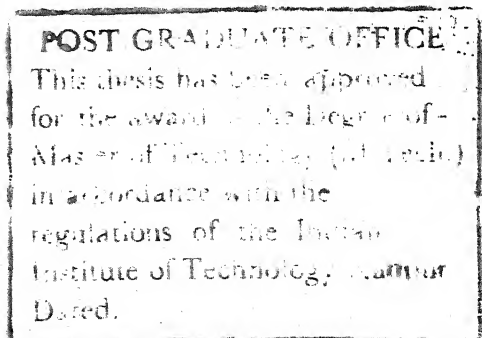 POST GRADUATE OFFICE
This thesis has been approved
for the award of the Degree of
Master of Technology (M. Tech.)
in accordance with the
regulations of the Indian
Institute of Technology Kanpur
Dated.